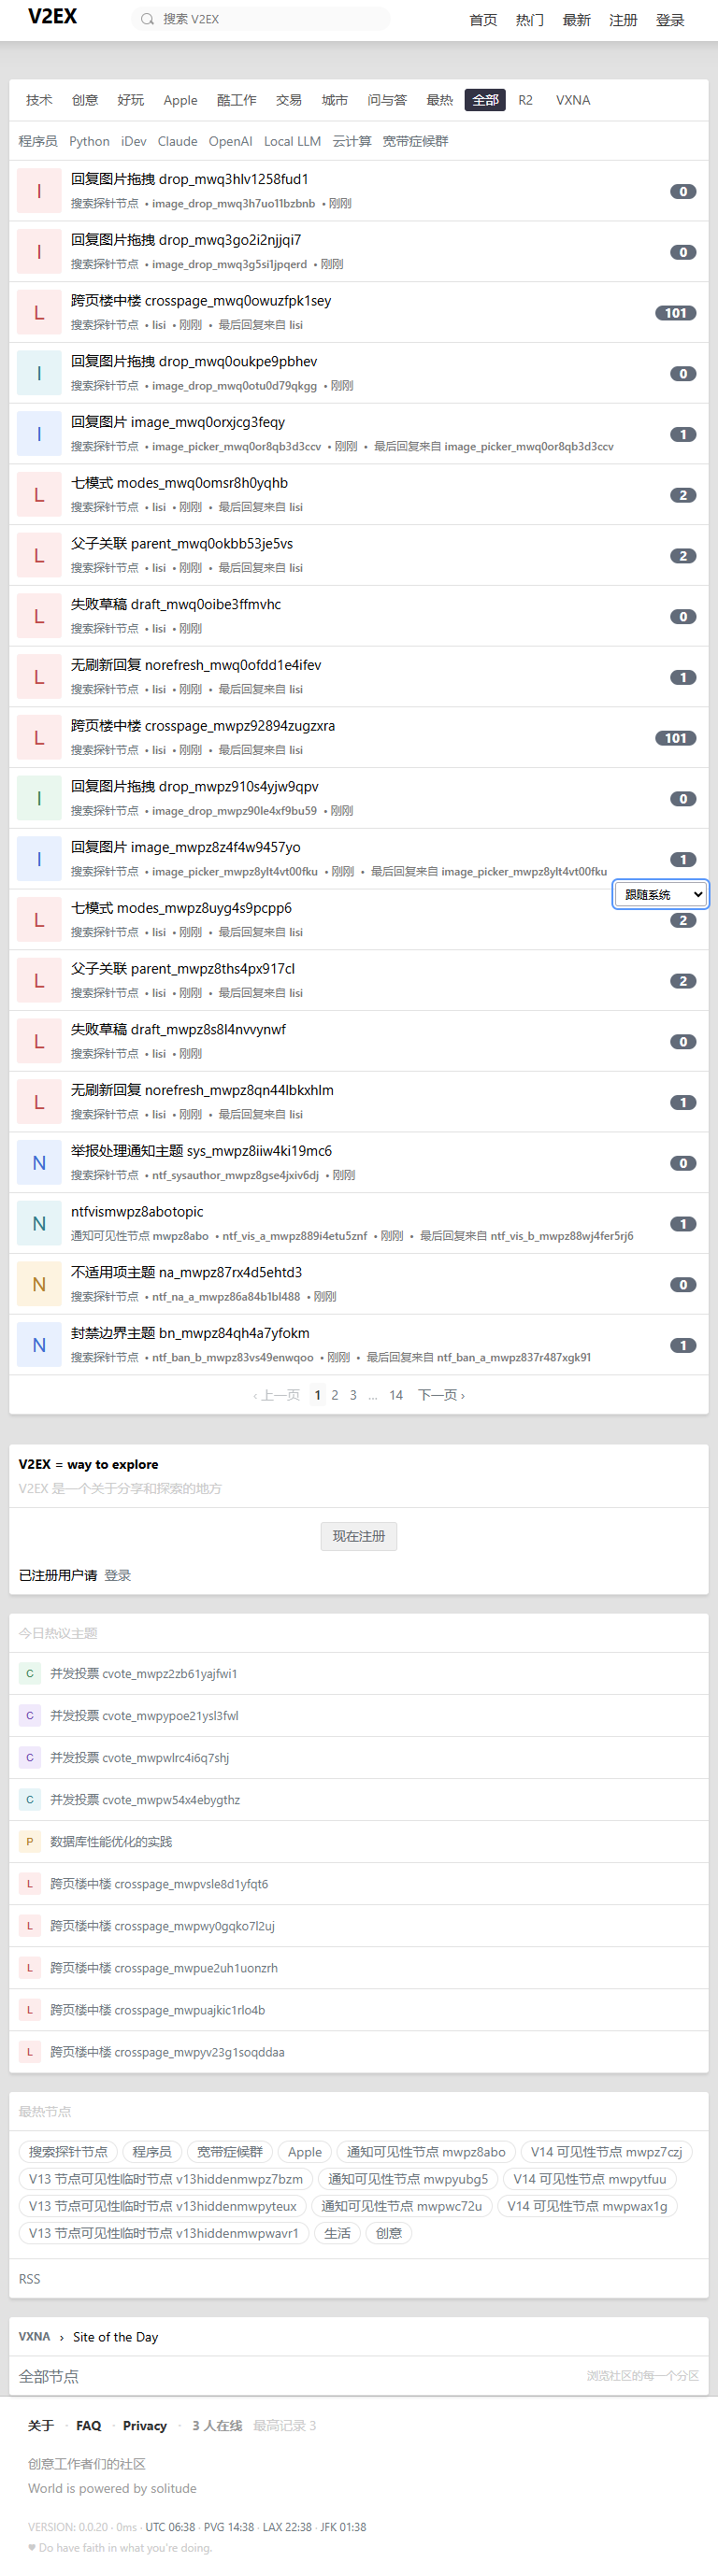 V2EX 搜索 V2EX 首页 热门 最新 注册 登录
技术 创意 好玩 Apple 酷工作 交易 城市 问与答 最热 全部 R2 VXNA
程序员 Python iDev Claude OpenAI Local LLM 云计算 宽带症候群
I 回复图片拖拽 drop_mwq3hlv1258fud1 0
搜索探针节点 • image_drop_mwq3h7uo11bzbnb • 刚刚
I 回复图片拖拽 drop_mwq3go2i2njjqi7 0
搜索探针节点 • image_drop_mwq3g5si1jpqerd • 刚刚
L 跨页楼中楼 crosspage_mwq0owuzfpk1sey 101
搜索探针节点 • lisi • 刚刚 • 最后回复来自 lisi
I 回复图片拖拽 drop_mwq0oukpe9pbhev 0
搜索探针节点 • image_drop_mwq0otu0d79qkgg • 刚刚
I 回复图片 image_mwq0orxjcg3feqy 1
搜索探针节点 • image_picker_mwq0or8qb3d3ccv • 刚刚 • 最后回复来自 image_picker_mwq0or8qb3d3ccv
L 七模式 modes_mwq0omsr8h0yqhb 2
搜索探针节点 • lisi • 刚刚 • 最后回复来自 lisi
L 父子关联 parent_mwq0okbb53je5vs 2
搜索探针节点 • lisi • 刚刚 • 最后回复来自 lisi
L 失败草稿 draft_mwq0oibe3ffmvhc 0
搜索探针节点 • lisi • 刚刚
L 无刷新回复 norefresh_mwq0ofdd1e4ifev 1
搜索探针节点 • lisi • 刚刚 • 最后回复来自 lisi
L 跨页楼中楼 crosspage_mwpz92894zugzxra 101
搜索探针节点 • lisi • 刚刚 • 最后回复来自 lisi
I 回复图片拖拽 drop_mwpz910s4yjw9qpv 0
搜索探针节点 • image_drop_mwpz90le4xf9bu59 • 刚刚
I 回复图片 image_mwpz8z4f4w9457yo 1
搜索探针节点 • image_picker_mwpz8ylt4vt00fku • 刚刚 • 最后回复来自 image_picker_mwpz8ylt4vt00fku
跟随系统
L 七模式 modes_mwpz8uyg4s9pcpp6 2
搜索探针节点 • lisi • 刚刚 • 最后回复来自 lisi
L 父子关联 parent_mwpz8ths4px917cl 2
搜索探针节点 • lisi • 刚刚 • 最后回复来自 lisi
L 失败草稿 draft_mwpz8s8l4nvvynwf 0
搜索探针节点 • lisi • 刚刚
L 无刷新回复 norefresh_mwpz8qn44lbkxhlm 1
搜索探针节点 • lisi • 刚刚 • 最后回复来自 lisi
N 举报处理通知主题 sys_mwpz8iiw4ki19mc6 0
搜索探针节点 • ntf_sysauthor_mwpz8gse4jxiv6dj • 刚刚
N ntfvismwpz8abotopic 1
通知可见性节点 mwpz8abo • ntf_vis_a_mwpz889i4etu5znf • 刚刚 • 最后回复来自 ntf_vis_b_mwpz88wj4fer5rj6
N 不适用项主题 na_mwpz87rx4d5ehtd3 0
搜索探针节点 • ntf_na_a_mwpz86a84b1bl488 • 刚刚
N 封禁边界主题 bn_mwpz84qh4a7yfokm 1
搜索探针节点 • ntf_ban_b_mwpz83vs49enwqoo • 刚刚 • 最后回复来自 ntf_ban_a_mwpz837r487xgk91
‹ 上一页 1 2 3 … 14 下一页 ›
V2EX = way to explore
V2EX 是一个关于分享和探索的地方
现在注册
已注册用户请 登录
今日热议主题
C 并发投票 cvote_mwpz2zb61yajfwi1
C 并发投票 cvote_mwpypoe21ysl3fwl
C 并发投票 cvote_mwpwlrc4i6q7shj
C 并发投票 cvote_mwpw54x4ebygthz
P 数据库性能优化的实践
L 跨页楼中楼 crosspage_mwpvsle8d1yfqt6
L 跨页楼中楼 crosspage_mwpwy0gqko7l2uj
L 跨页楼中楼 crosspage_mwpue2uh1uonzrh
L 跨页楼中楼 crosspage_mwpuajkic1rlo4b
L 跨页楼中楼 crosspage_mwpyv23g1soqddaa
最热节点
搜索探针节点 程序员 宽带症候群 Apple 通知可见性节点 mwpz8abo V14 可见性节点 mwpz7czj
V13 节点可见性临时节点 v13hiddenmwpz7bzm 通知可见性节点 mwpyubg5 V14 可见性节点 mwpytfuu
V13 节点可见性临时节点 v13hiddenmwpyteux 通知可见性节点 mwpwc72u V14 可见性节点 mwpwax1g
V13 节点可见性临时节点 v13hiddenmwpwavr1 生活 创意
RSS
VXNA › Site of the Day
全部节点 浏览社区的每一个分区
关于 · FAQ · Privacy · 3 人在线 最高记录 3
创意工作者们的社区
World is powered by solitude
VERSION: 0.0.20 · 0ms · UTC 06:38 · PVG 14:38 · LAX 22:38 · JFK 01:38
♥ Do have faith in what you're doing.